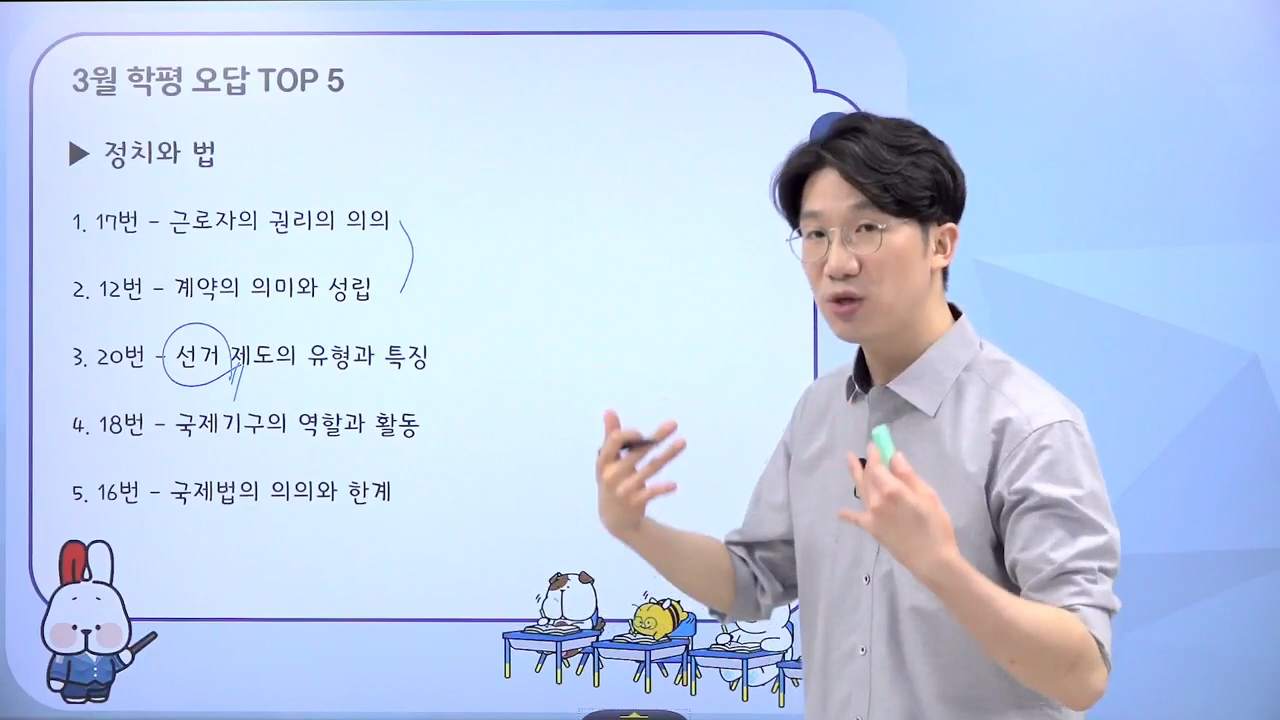 3월 학평 오답 TOP 5
▶ 정치와 법
1. 17번 - 근로자의 권리의 의의
2. 12번 - 계약의 의미와 성립
3. 20번 - 선거 제도의 유형과 특징
4. 18번 - 국제기구의 역할과 활동
5. 16번 - 국제법의 의의와 한계